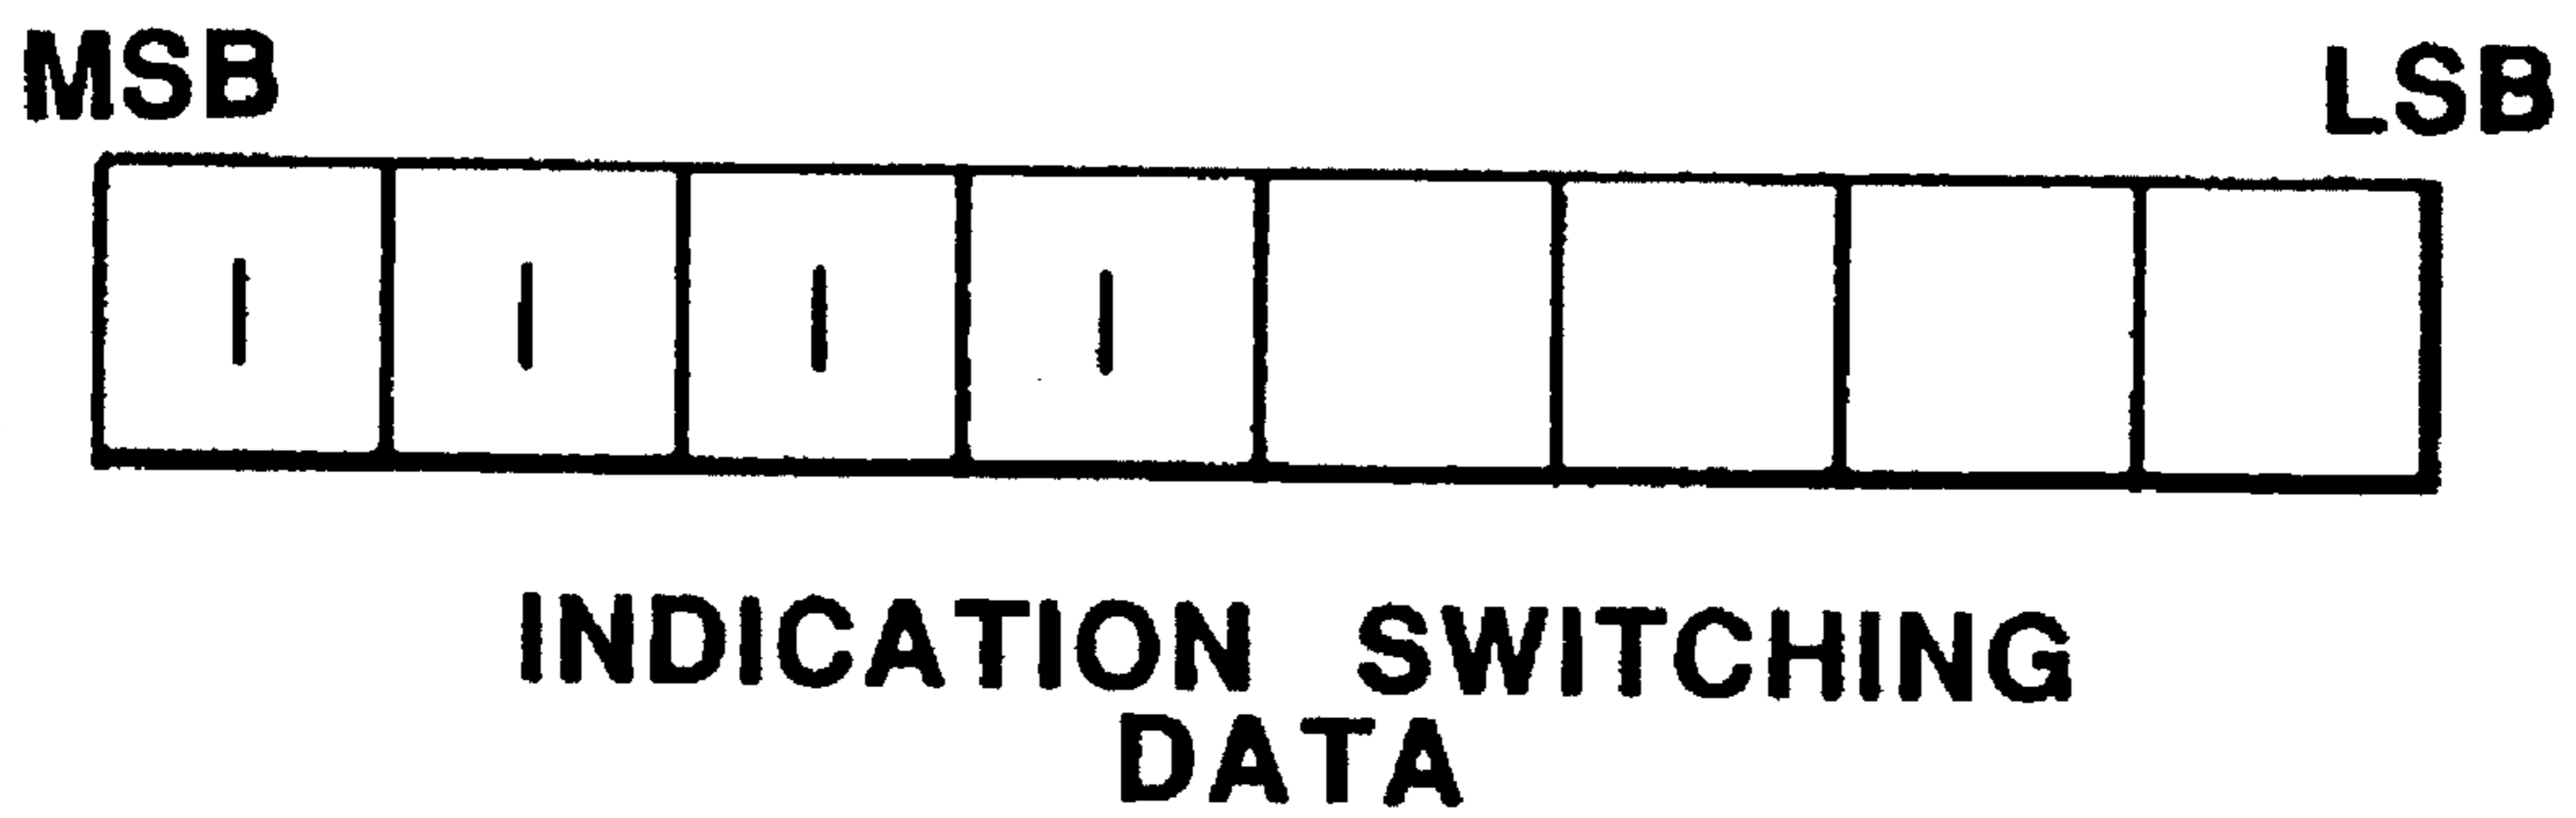 MSB LSB
1 1 1 1
INDICATION SWITCHING
DATA